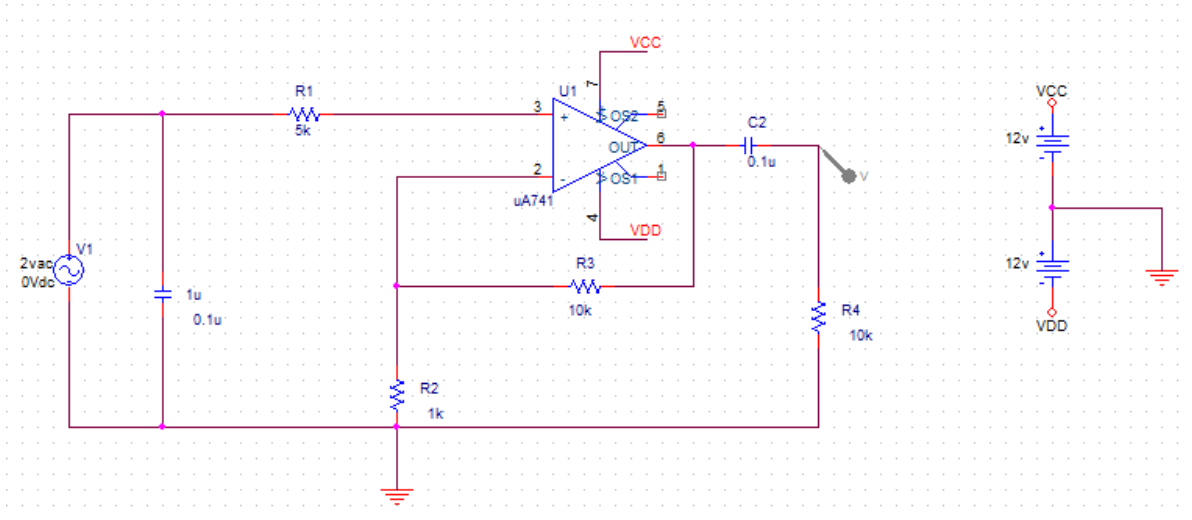 VCC
U1
7
R1
5k
3
+
OS2
5
OUT
6
2
-
OS1
1
uA741
4
VDD
C2
0.1u
V
V1
2vac
0Vdc
1u
0.1u
R3
10k
R2
1k
R4
10k
VCC
12v
+
-
12v
+
-
VDD